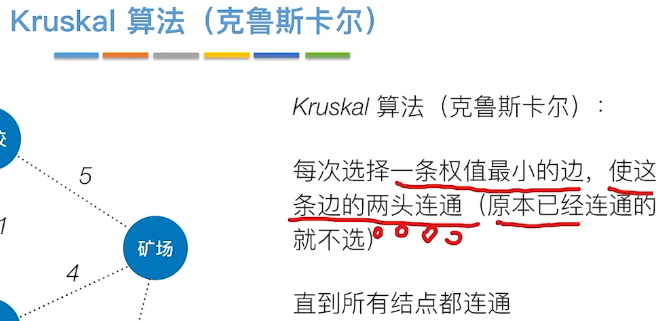 Kruskal 算法（克鲁斯卡尔）
Kruskal 算法（克鲁斯卡尔）：
每次选择一条权值最小的边，使这
条边的两头连通（原本已经连通的
就不选）
直到所有结点都连通
5
1
矿场
4